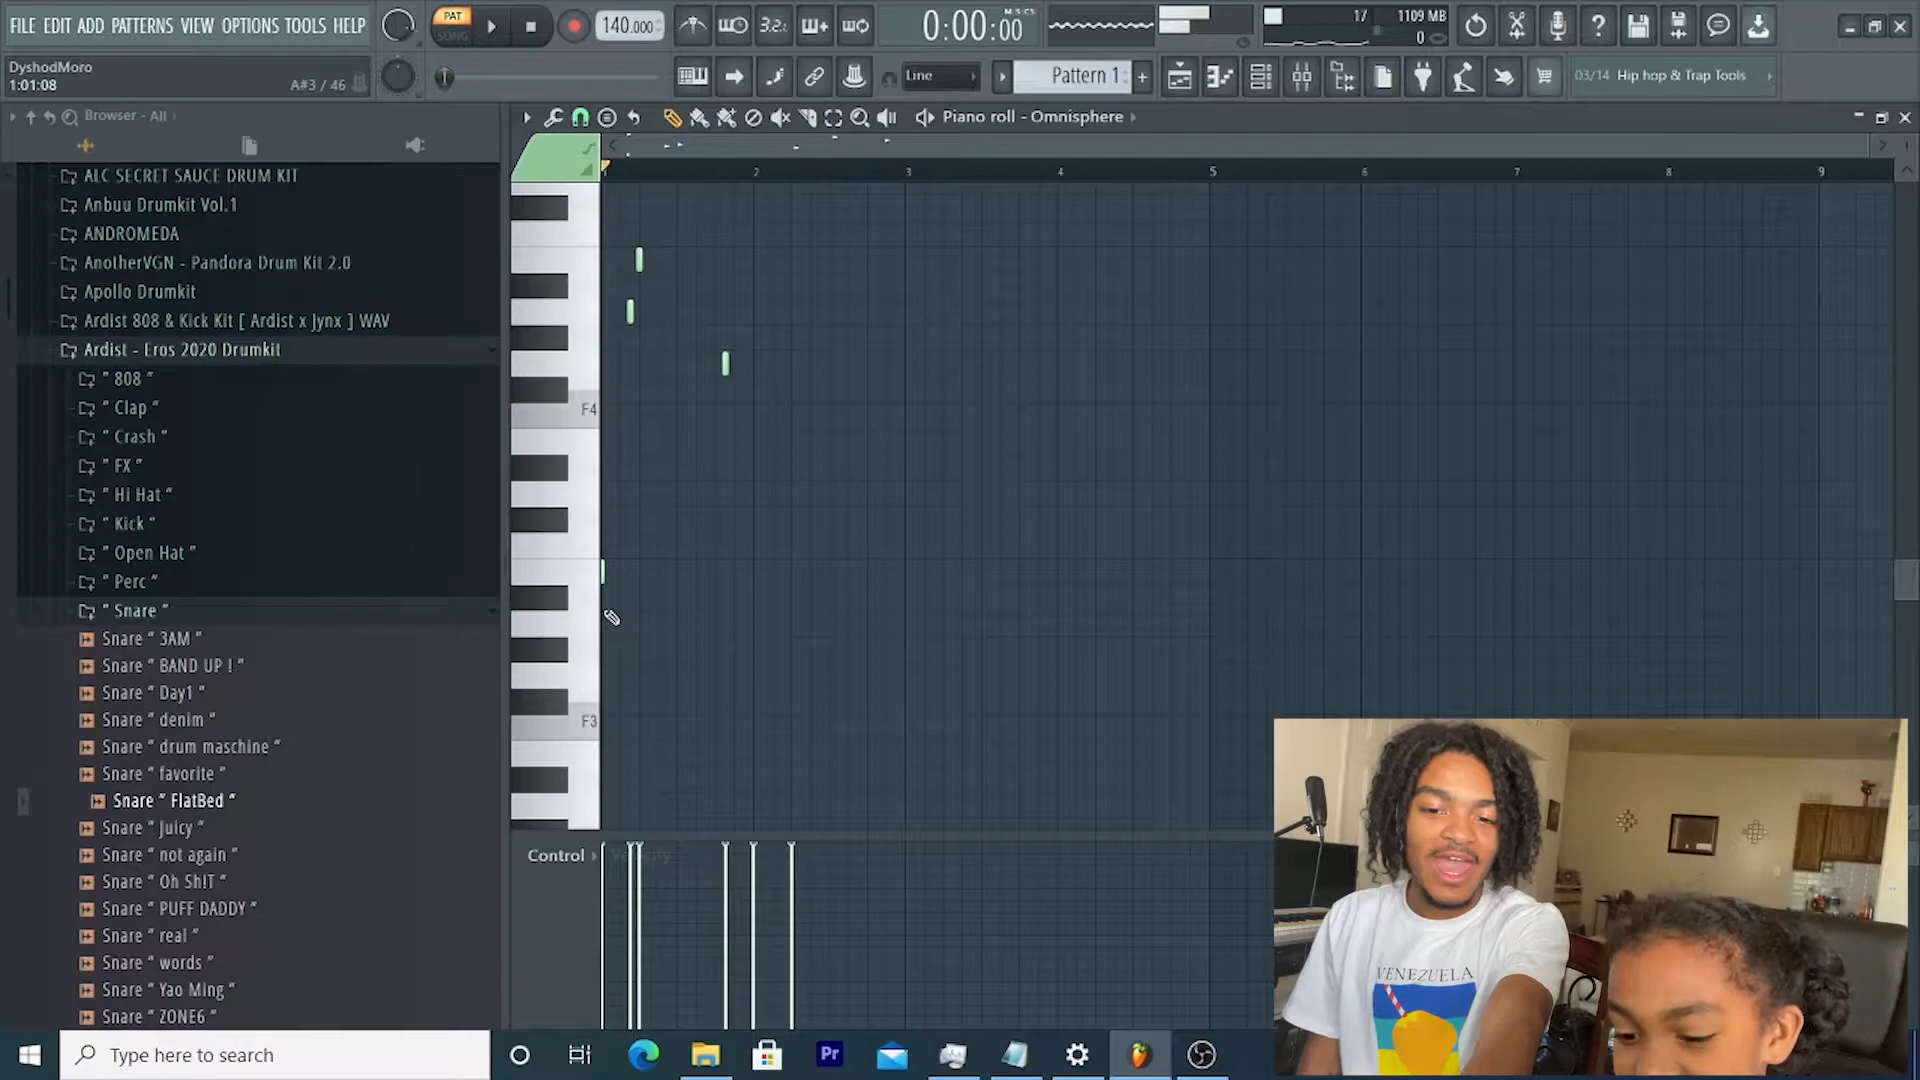 FILE EDIT ADD PATTERNS VIEW OPTIONS TOOLS HELP
PAT
SONG
140.000
3.2.
0:00:00
M:S:CS
17
1109 MB
0
DyshodMoro
1:01:08
A#3 / 46
Line
Pattern 1
03/14 Hip hop & Trap Tools
Browser - All
Piano roll - Omnisphere
2 3 4 5 6 7 8 9
ALC SECRET SAUCE DRUM KIT
Anbuu Drumkit Vol.1
ANDROMEDA
AnotherVGN - Pandora Drum Kit 2.0
Apollo Drumkit
Ardist 808 & Kick Kit [ Ardist x Jynx ] WAV
Ardist - Eros 2020 Drumkit
" 808 "
" Clap "
" Crash "
" FX "
" Hi Hat "
" Kick "
" Open Hat "
" Perc "
" Snare "
Snare " 3AM "
Snare " BAND UP ! "
Snare " Day1 "
Snare " denim "
Snare " drum maschine "
Snare " favorite "
Snare " FlatBed "
Snare " Juicy "
Snare " not again "
Snare " Oh Sh!T "
Snare " PUFF DADDY "
Snare " real "
Snare " words "
Snare " Yao Ming "
Snare " ZONE6 "
F4
F3
Control
Velocity
VENEZUELA
Type here to search
Pr